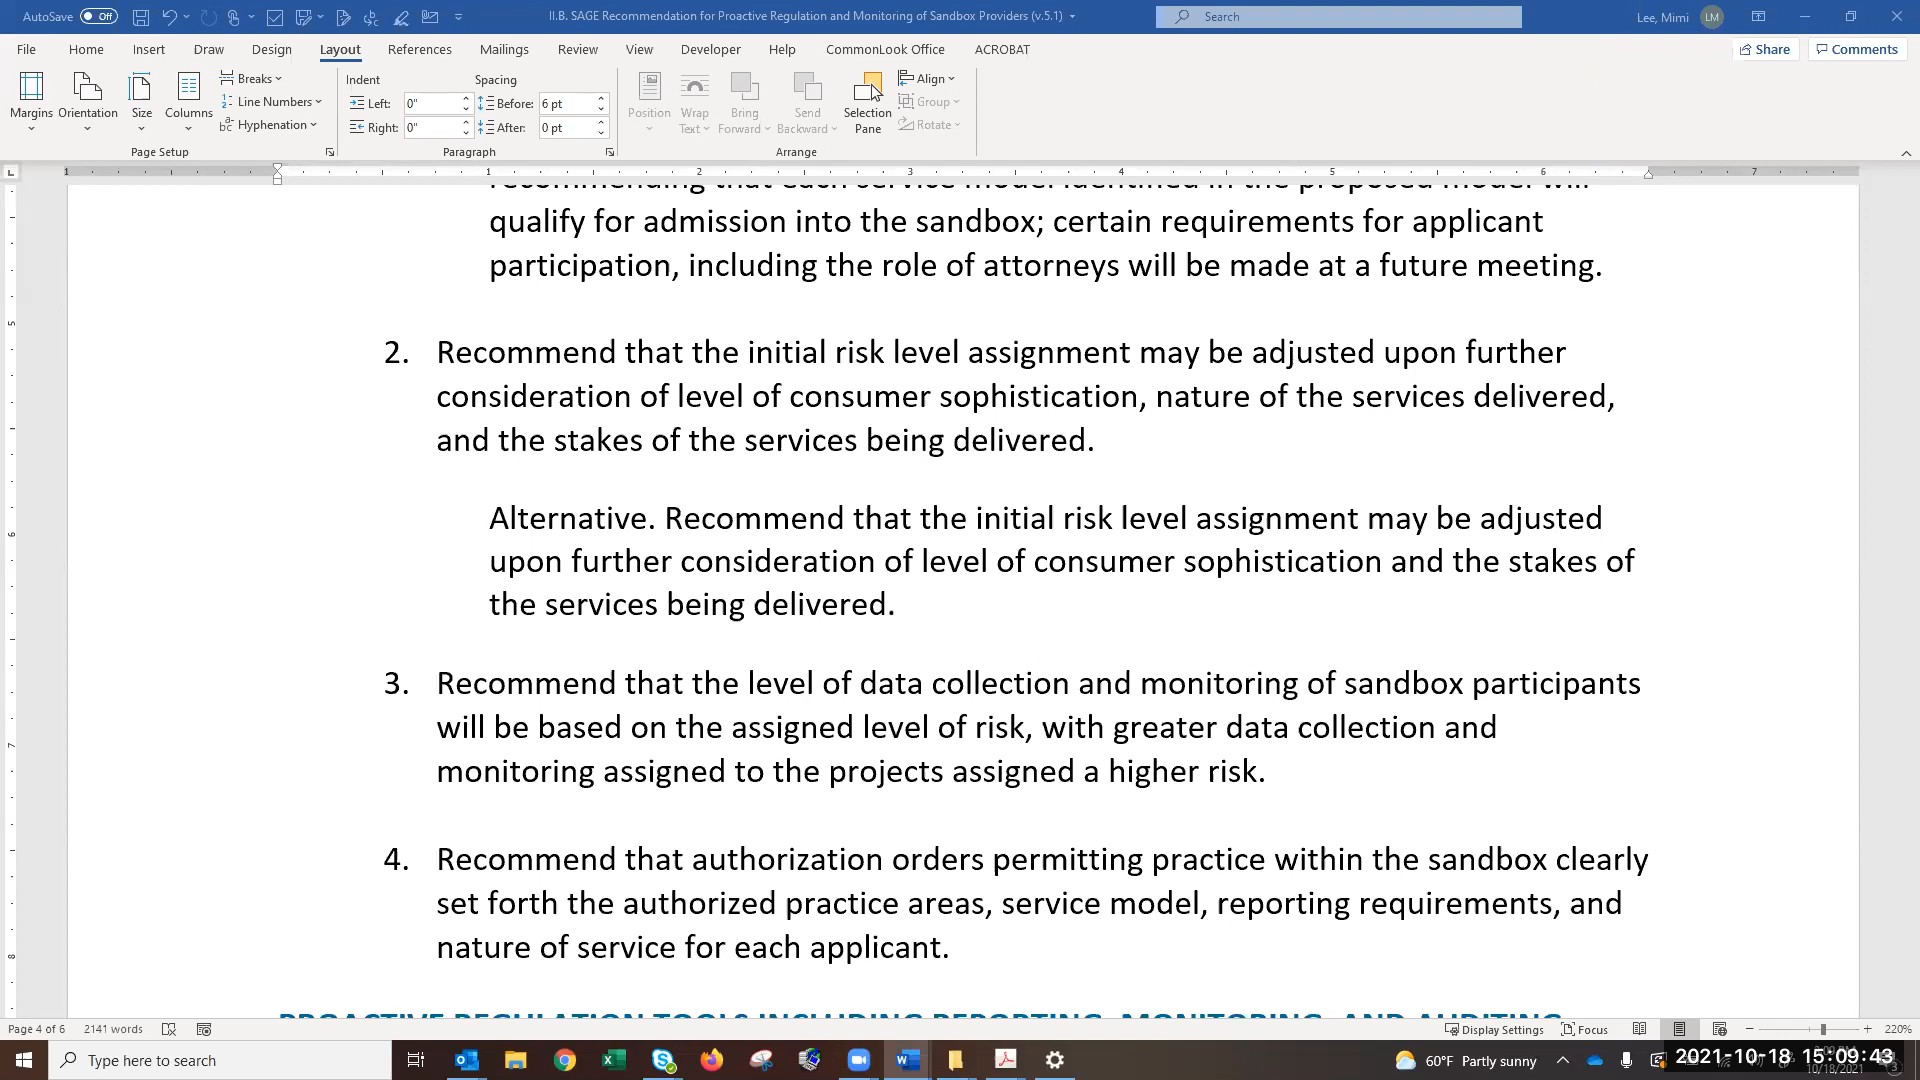 AutoSave Off II.B. SAGE Recommendation for Proactive Regulation and Monitoring of Sandbox Providers (v.5.1) Search Lee, Mimi LM
File Home Insert Draw Design Layout References Mailings Review View Developer Help CommonLook Office ACROBAT Share Comments
Margins Orientation Size Columns Breaks Line Numbers Hyphenation
Page Setup
Indent Spacing
Left: 0" Before: 6 pt
Right: 0" After: 0 pt
Paragraph
Position Wrap Text Bring Forward Send Backward Selection Pane Align Group Rotate
Arrange
1 1 2 3 4 5 6 7
recommending that each service model identified in the proposed model will
qualify for admission into the sandbox; certain requirements for applicant
participation, including the role of attorneys will be made at a future meeting.
2. Recommend that the initial risk level assignment may be adjusted upon further
consideration of level of consumer sophistication, nature of the services delivered,
and the stakes of the services being delivered.
Alternative. Recommend that the initial risk level assignment may be adjusted
upon further consideration of level of consumer sophistication and the stakes of
the services being delivered.
3. Recommend that the level of data collection and monitoring of sandbox participants
will be based on the assigned level of risk, with greater data collection and
monitoring assigned to the projects assigned a higher risk.
4. Recommend that authorization orders permitting practice within the sandbox clearly
set forth the authorized practice areas, service model, reporting requirements, and
nature of service for each applicant.
PROACTIVE REGULATION TOOLS INCLUDING REPORTING, MONITORING, AND AUDITING
Page 4 of 6 2141 words Display Settings Focus 220%
Type here to search 60°F Partly sunny 2021-10-18 15:09:43
10/18/2021